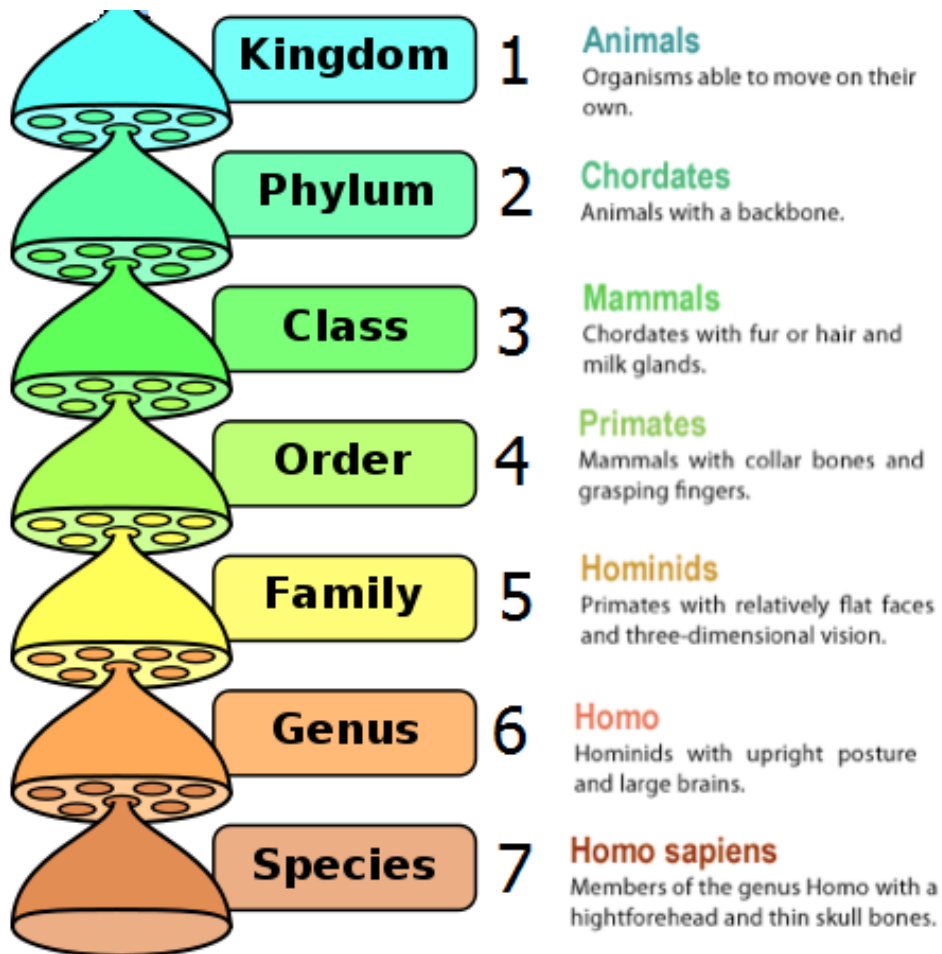 Kingdom 1 Animals
Organisms able to move on their
own.
Phylum 2 Chordates
Animals with a backbone.
Class 3 Mammals
Chordates with fur or hair and
milk glands.
Order 4 Primates
Mammals with collar bones and
grasping fingers.
Family 5 Hominids
Primates with relatively flat faces
and three-dimensional vision.
Genus 6 Homo
Hominids with upright posture
and large brains.
Species 7 Homo sapiens
Members of the genus Homo with a
hightforehead and thin skull bones.